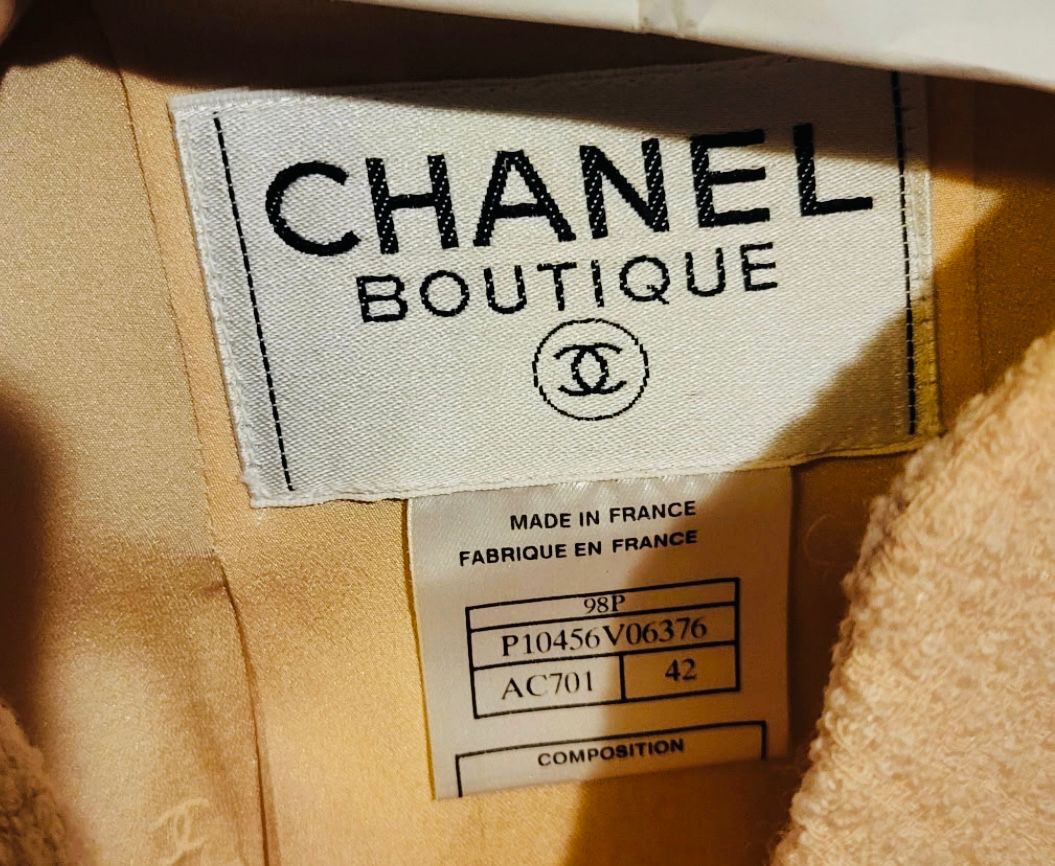 CHANEL
BOUTIQUE
MADE IN FRANCE
FABRIQUE EN FRANCE
98P
P10456V06376
AC701 42
COMPOSITION